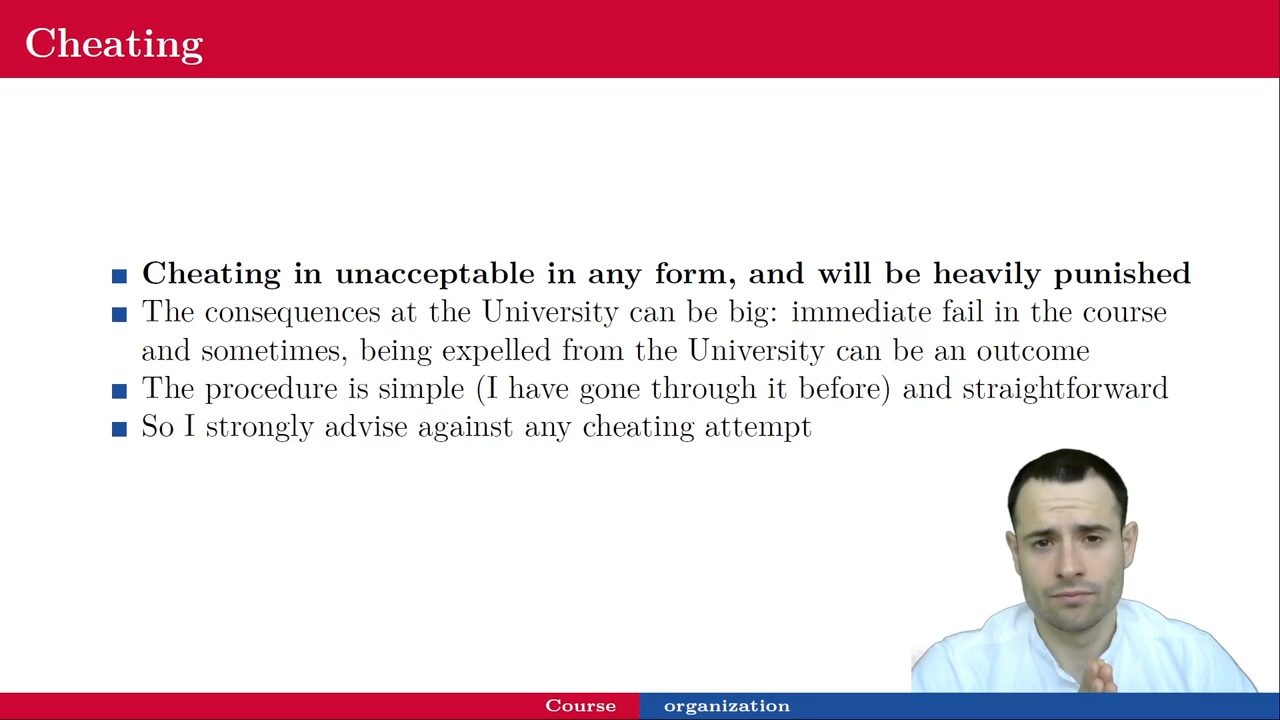 Cheating
Cheating in unacceptable in any form, and will be heavily punished
The consequences at the University can be big: immediate fail in the course
and sometimes, being expelled from the University can be an outcome
The procedure is simple (I have gone through it before) and straightforward
So I strongly advise against any cheating attempt
Course organization